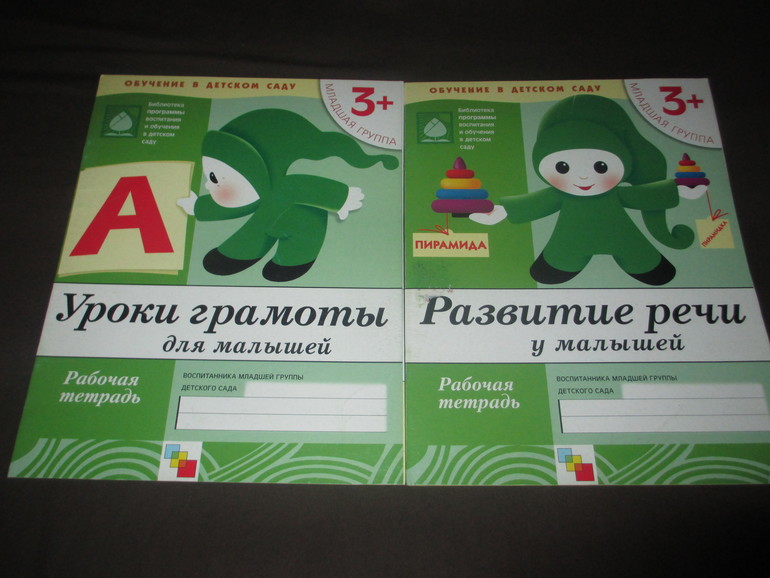 ОБУЧЕНИЕ В ДЕТСКОМ САДУ
3+
МЛАДШАЯ ГРУППА
Библиотека
программы
воспитания
и обучения
в детском
саду
А
Уроки грамоты
для малышей
Рабочая
тетрадь
ВОСПИТАННИКА МЛАДШЕЙ ГРУППЫ
ДЕТСКОГО САДА
ОБУЧЕНИЕ В ДЕТСКОМ САДУ
3+
МЛАДШАЯ ГРУППА
Библиотека
программы
воспитания
и обучения
в детском
саду
ПИРАМИДА
ПИРАМИДКА
Развитие речи
у малышей
Рабочая
тетрадь
ВОСПИТАННИКА МЛАДШЕЙ ГРУППЫ
ДЕТСКОГО САДА